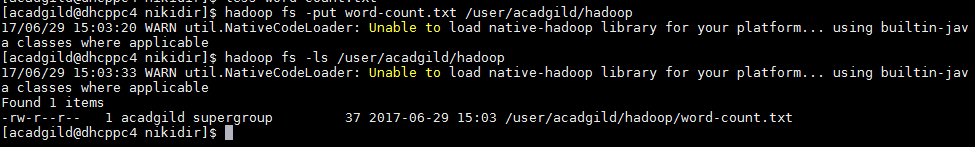 [acadgild@dhcppc4 nikidir]$ hadoop fs -put word-count.txt /user/acadgild/hadoop
17/06/29 15:03:20 WARN util.NativeCodeLoader: Unable to load native-hadoop library for your platform... using builtin-jav
a classes where applicable
[acadgild@dhcppc4 nikidir]$ hadoop fs -ls /user/acadgild/hadoop
17/06/29 15:03:33 WARN util.NativeCodeLoader: Unable to load native-hadoop library for your platform... using builtin-jav
a classes where applicable
Found 1 items
-rw-r--r--   1 acadgild supergroup         37 2017-06-29 15:03 /user/acadgild/hadoop/word-count.txt
[acadgild@dhcppc4 nikidir]$